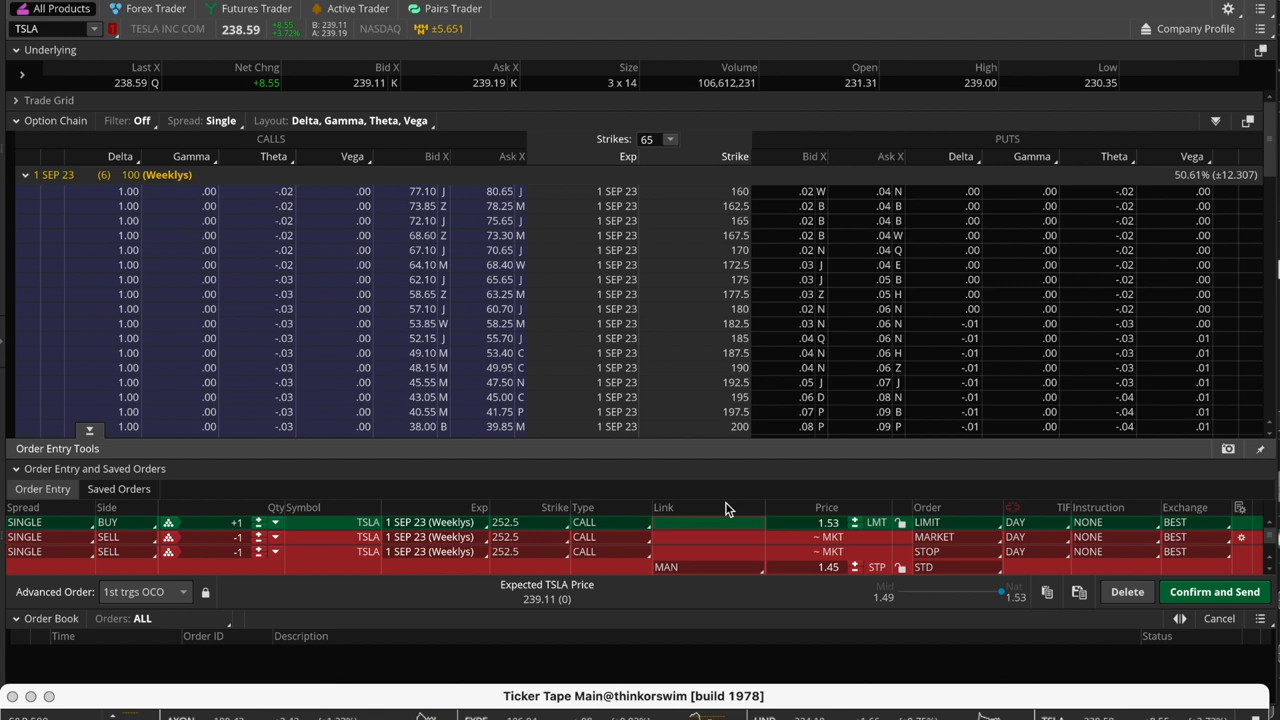 All Products Forex Trader Futures Trader Active Trader Pairs Trader
TSLA TESLA INC COM 238.59 +8.55 +3.72% B: 239.11 A: 239.19 NASDAQ ±5.651 Company Profile
Underlying
Last X Net Chng Bid X Ask X Size Volume Open High Low
238.59 Q +8.55 239.11 K 239.19 K 3 x 14 106,612,231 231.31 239.00 230.35
Trade Grid
Option Chain Filter: Off Spread: Single Layout: Delta, Gamma, Theta, Vega
CALLS Strikes: 65 PUTS
Delta Gamma Theta Vega Bid X Ask X Exp Strike Bid X Ask X Delta Gamma Theta Vega
1 SEP 23 (6) 100 (Weeklys) 50.61% (±12.307)
1.00 .00 -.02 .00 77.10 J 80.65 J 1 SEP 23 160 .02 W .04 N .00 .00 -.02 .00
1.00 .00 -.02 .00 73.85 Z 78.25 M 1 SEP 23 162.5 .02 B .04 B .00 .00 -.02 .00
1.00 .00 -.02 .00 72.10 J 75.65 J 1 SEP 23 165 .02 B .04 B .00 .00 -.02 .00
1.00 .00 -.02 .00 68.60 Z 73.30 M 1 SEP 23 167.5 .02 B .04 W .00 .00 -.02 .00
1.00 .00 -.02 .00 67.10 J 70.65 J 1 SEP 23 170 .02 N .04 Q .00 .00 -.02 .00
1.00 .00 -.02 .00 64.10 M 68.40 W 1 SEP 23 172.5 .03 J .04 E .00 .00 -.02 .00
1.00 .00 -.03 .00 62.10 J 65.65 J 1 SEP 23 175 .03 J .05 B .00 .00 -.02 .00
1.00 .00 -.03 .00 58.65 Z 63.25 M 1 SEP 23 177.5 .03 Z .05 H .00 .00 -.02 .00
1.00 .00 -.03 .00 57.10 J 60.70 J 1 SEP 23 180 .02 N .06 N .00 .00 -.02 .00
1.00 .00 -.03 .00 53.85 W 58.25 M 1 SEP 23 182.5 .03 N .06 N -.01 .00 -.03 .00
1.00 .00 -.03 .00 52.15 J 55.70 J 1 SEP 23 185 .04 Q .06 N -.01 .00 -.03 .01
1.00 .00 -.03 .00 49.10 M 53.40 C 1 SEP 23 187.5 .04 N .06 H -.01 .00 -.03 .01
1.00 .00 -.03 .00 48.15 M 49.95 C 1 SEP 23 190 .04 N .06 Z -.01 .00 -.03 .01
1.00 .00 -.03 .00 45.55 M 47.50 N 1 SEP 23 192.5 .05 J .07 J -.01 .00 -.03 .01
1.00 .00 -.03 .00 43.05 M 45.00 C 1 SEP 23 195 .06 D .08 N -.01 .00 -.04 .01
1.00 .00 -.03 .00 40.55 M 41.75 P 1 SEP 23 197.5 .07 P .09 B -.01 .00 -.04 .01
1.00 .00 -.03 .00 38.00 B 39.85 M 1 SEP 23 200 .08 P .09 P -.01 .00 -.04 .01
Order Entry Tools
Order Entry and Saved Orders
Order Entry Saved Orders
Spread Side Qty Symbol Exp Strike Type Link Price Order TIF Instruction Exchange
SINGLE BUY +1 TSLA 1 SEP 23 (Weeklys) 252.5 CALL 1.53 LMT LIMIT DAY NONE BEST
SINGLE SELL -1 TSLA 1 SEP 23 (Weeklys) 252.5 CALL ~ MKT MARKET DAY NONE BEST
SINGLE SELL -1 TSLA 1 SEP 23 (Weeklys) 252.5 CALL ~ MKT STOP DAY NONE BEST
MAN 1.45 STP STD
Advanced Order: 1st trgs OCO Expected TSLA Price 239.11 (0) Mid 1.49 Nat 1.53 Delete Confirm and Send
Order Book Orders: ALL Cancel
Time Order ID Description Status
Ticker Tape Main@thinkorswim [build 1978]